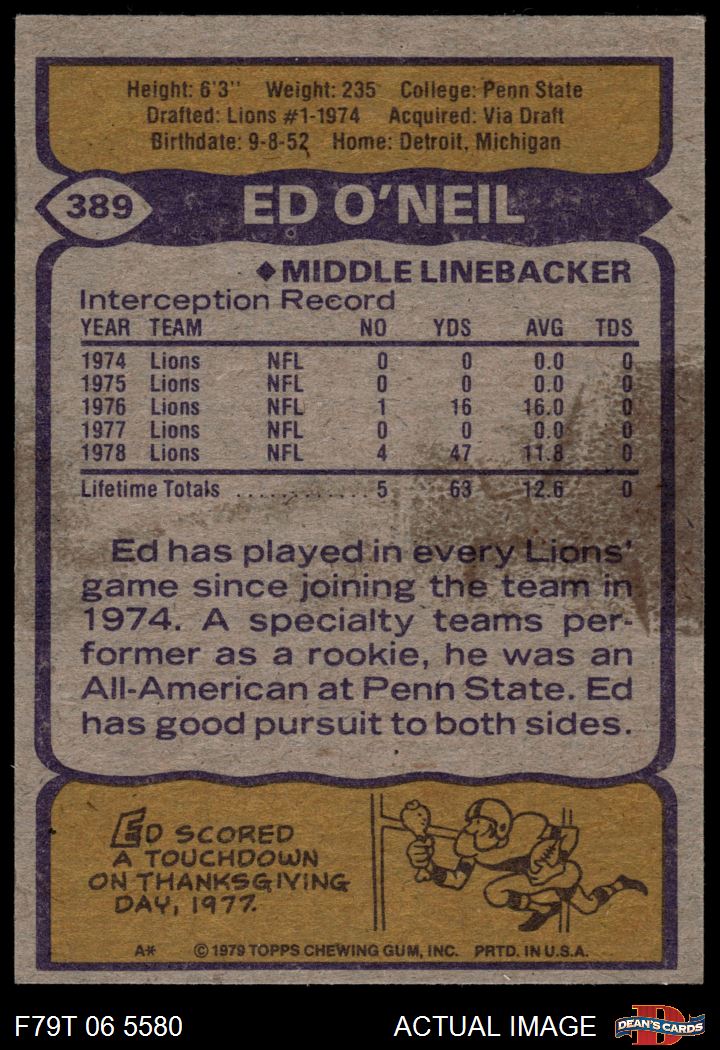 Height: 6'3'' Weight: 235 College: Penn State
Drafted: Lions #1-1974 Acquired: Via Draft
Birthdate: 9-8-52 Home: Detroit, Michigan
389 ED O'NEIL
◆MIDDLE LINEBACKER
Interception Record
YEAR TEAM NO YDS AVG TDS
1974 Lions NFL 0 0 0.0 0
1975 Lions NFL 0 0 0.0 0
1976 Lions NFL 1 16 16.0 0
1977 Lions NFL 0 0 0.0 0
1978 Lions NFL 4 47 11.8 0
Lifetime Totals ............. 5 63 12.6 0
Ed has played in every Lions'
game since joining the team in
1974. A specialty teams per-
former as a rookie, he was an
All-American at Penn State. Ed
has good pursuit to both sides.
ED SCORED
A TOUCHDOWN
ON THANKSGIVING
DAY, 1977.
A* © 1979 TOPPS CHEWING GUM, INC. PRTD. IN U.S.A.
F79T 06 5580 ACTUAL IMAGE D DEAN'S CARDS